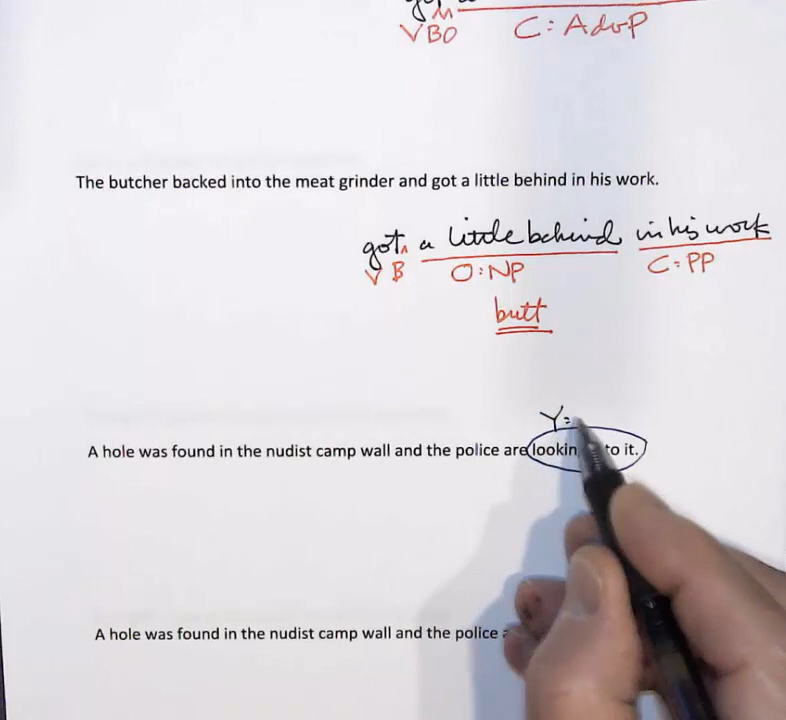 VBO C: AdvP
The butcher backed into the meat grinder and got a little behind in his work.
got a little behind in his work
VB O:NP C:PP
butt
Y:
A hole was found in the nudist camp wall and the police are looking to it.
A hole was found in the nudist camp wall and the police